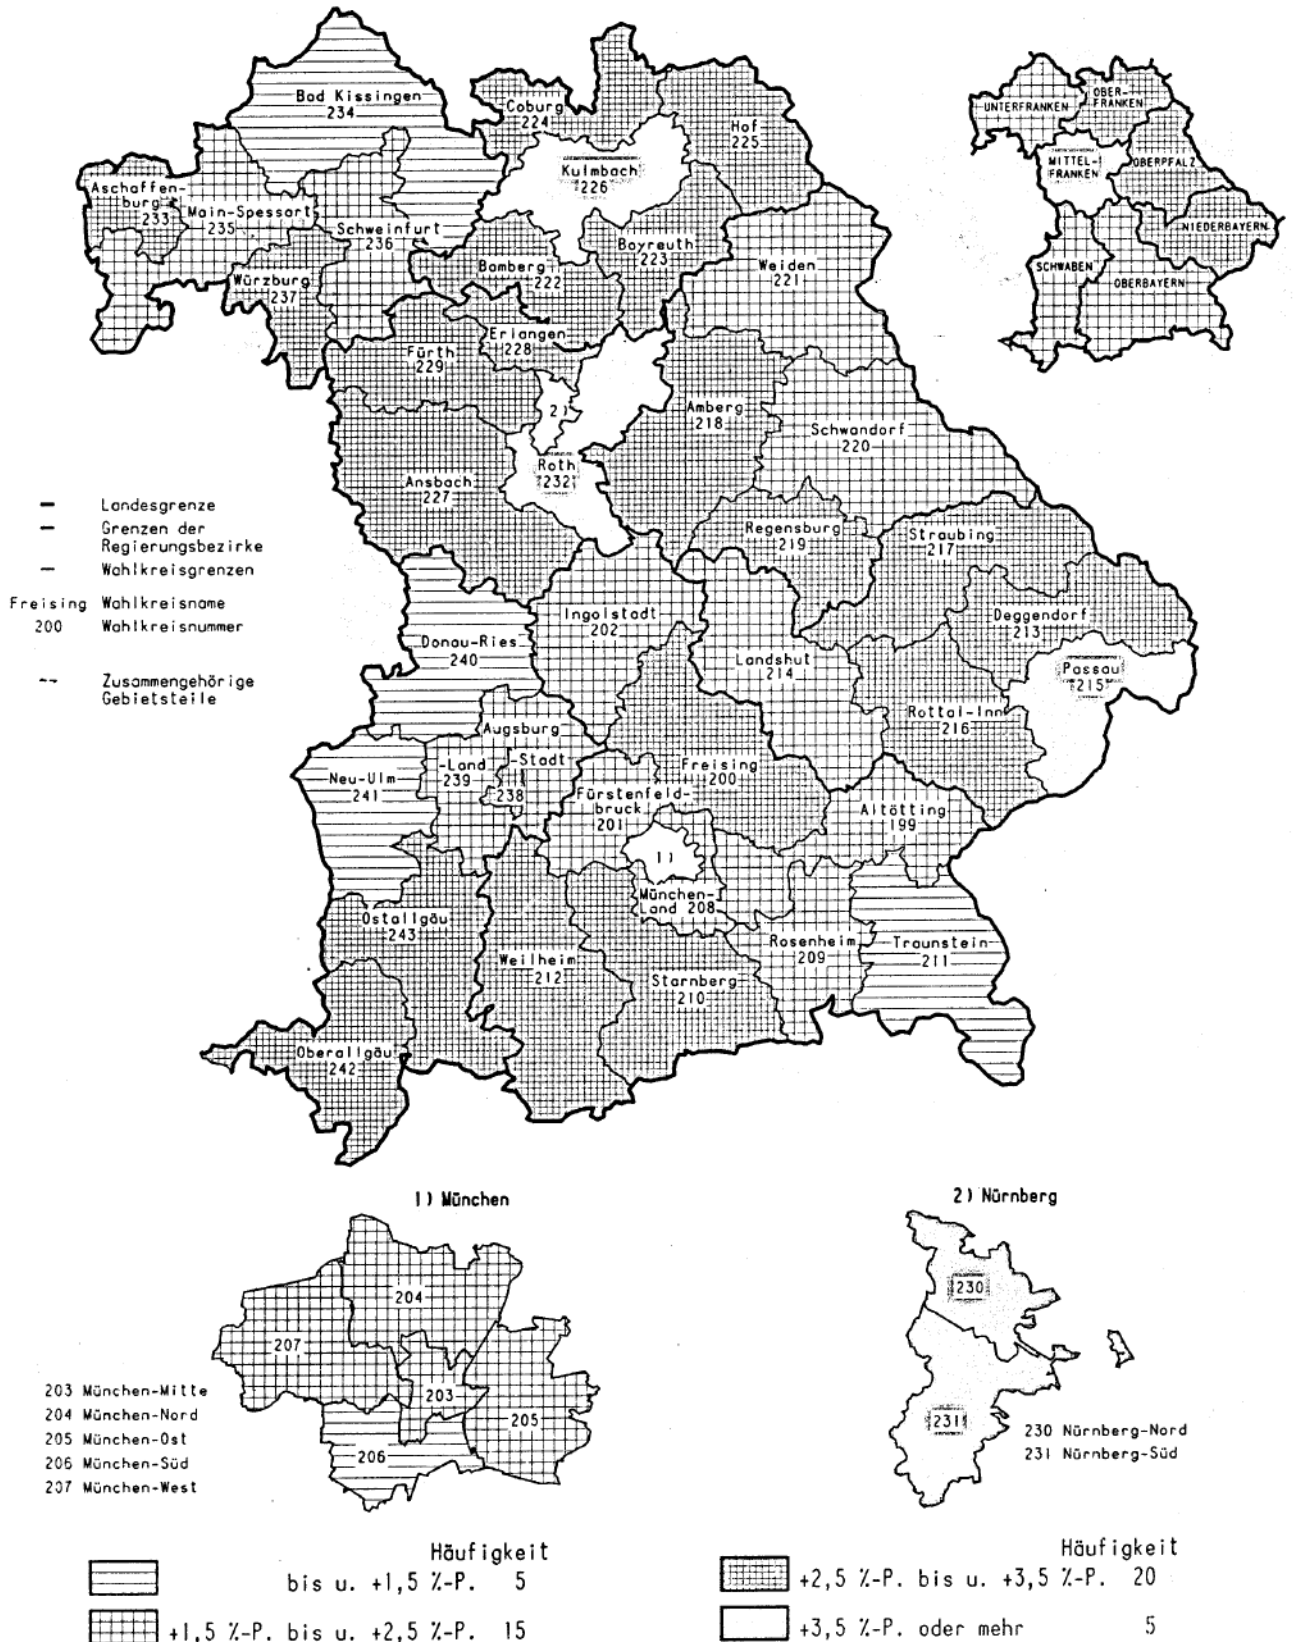 Bad Kissingen
234
Coburg
224
Hof
225
Kulmbach
226
Aschaffen-
burg
233
Main-Spessart
235
Schweinfurt
236
Würzburg
237
Bamberg
222
Bayreuth
223
Weiden
221
Erlangen
228
Fürth
229
2)
Amberg
218
Schwandorf
220
Ansbach
227
Roth
232
Regensburg
219
Straubing
217
Deggendorf
213
Passau
215
Ingolstadt
202
Landshut
214
Rottal-Inn
216
Donau-Ries
240
Augsburg
-Land
239
-Stadt
238
Neu-Ulm
241
Freising
200
Fürstenfeld-
bruck
201
Altötting
199
1)
München-
Land 208
Ostallgäu
243
Weilheim
212
Starnberg
210
Rosenheim
209
Traunstein
211
Oberallgäu
242
UNTERFRANKEN
OBER-
FRANKEN
MITTEL-
FRANKEN
OBERPFALZ
NIEDERBAYERN
SCHWABEN
OBERBAYERN
Landesgrenze
Grenzen der
Regierungsbezirke
Wahlkreisgrenzen
Freising Wahlkreisname
200 Wahlkreisnummer
Zusammengehörige
Gebietsteile
1) München
204
207
203
205
206
203 München-Mitte
204 München-Nord
205 München-Ost
206 München-Süd
207 München-West
2) Nürnberg
230
231
230 Nürnberg-Nord
231 Nürnberg-Süd
Häufigkeit
bis u. +1,5 %-P. 5
+1,5 %-P. bis u. +2,5 %-P. 15
Häufigkeit
+2,5 %-P. bis u. +3,5 %-P. 20
+3,5 %-P. oder mehr 5